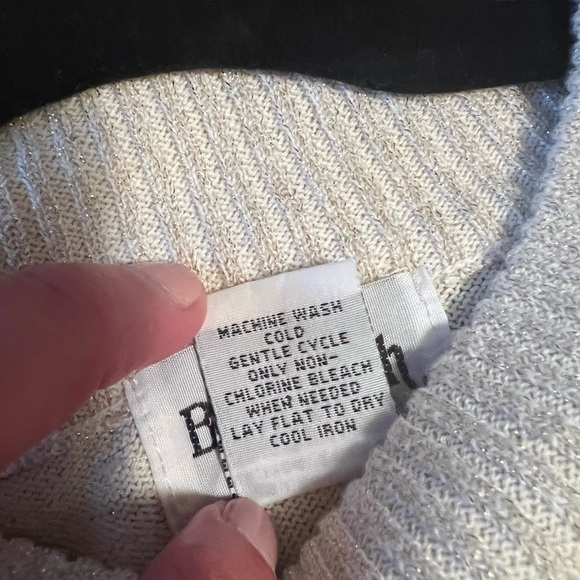 MACHINE WASH
COLD
GENTLE CYCLE
ONLY NON-
CHLORINE BLEACH
WHEN NEEDED
LAY FLAT TO DRY
COOL IRON